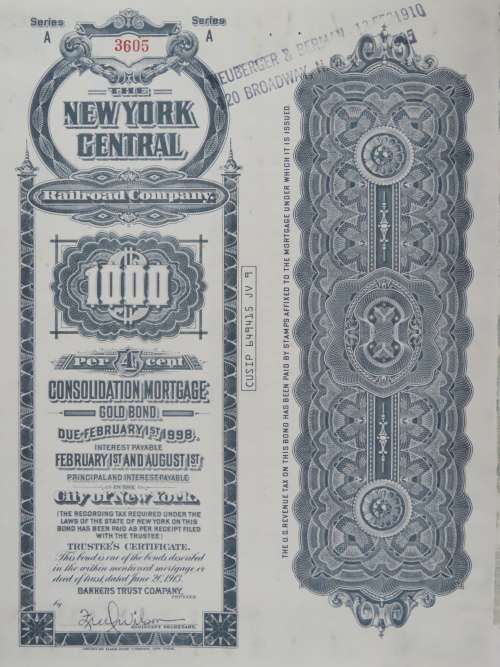 Series
A
3605
Series
A
THE
NEW YORK
CENTRAL
Railroad Company.
1000
Per 4 cent
CONSOLIDATION MORTGAGE
GOLD BOND
DUE FEBRUARY 1ST 1998.
INTEREST PAYABLE
FEBRUARY 1ST AND AUGUST 1ST
PRINCIPAL AND INTEREST PAYABLE
IN THE
City of New York.
(THE RECORDING TAX REQUIRED UNDER THE
LAWS OF THE STATE OF NEW YORK ON THIS
BOND HAS BEEN PAID AS PER RECEIPT FILED
WITH THE TRUSTEE)
TRUSTEE'S CERTIFICATE.
This bond is one of the bonds described
in the within mentioned mortgage or
deed of trust, dated June 20, 1913.
BANKERS TRUST COMPANY,
TRUSTEE
by
ASSISTANT SECRETARY.
CUSIP 649415 JV 9
EUBERGER & BERMAN
20 BROADWAY, N
THE U.S. REVENUE TAX ON THIS BOND HAS BEEN PAID BY STAMPS AFFIXED TO THE MORTGAGE UNDER WHICH IT IS ISSUED.